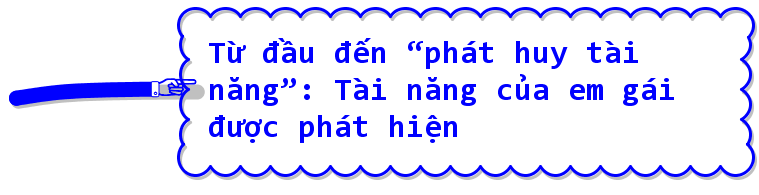 Từ đầu đến “phát huy tài
năng”: Tài năng của em gái
được phát hiện